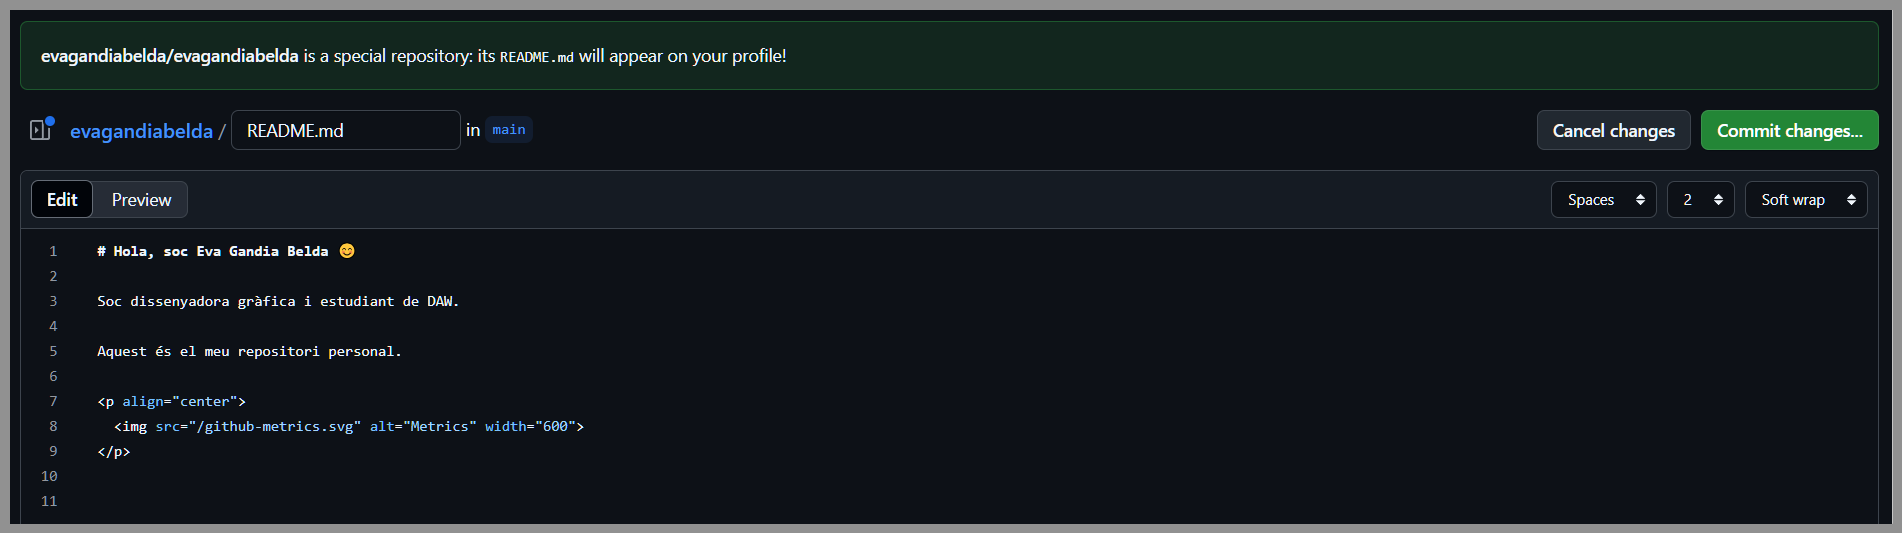 evagandiabelda/evagandiabelda is a special repository: its README.md will appear on your profile!
evagandiabelda / README.md in main
Cancel changes Commit changes...
Edit Preview
Spaces 2 Soft wrap
1 # Hola, soc Eva Gandia Belda 😊
2
3 Soc dissenyadora gràfica i estudiant de DAW.
4
5 Aquest és el meu repositori personal.
6
7 <p align="center">
8 <img src="/github-metrics.svg" alt="Metrics" width="600">
9 </p>
10
11